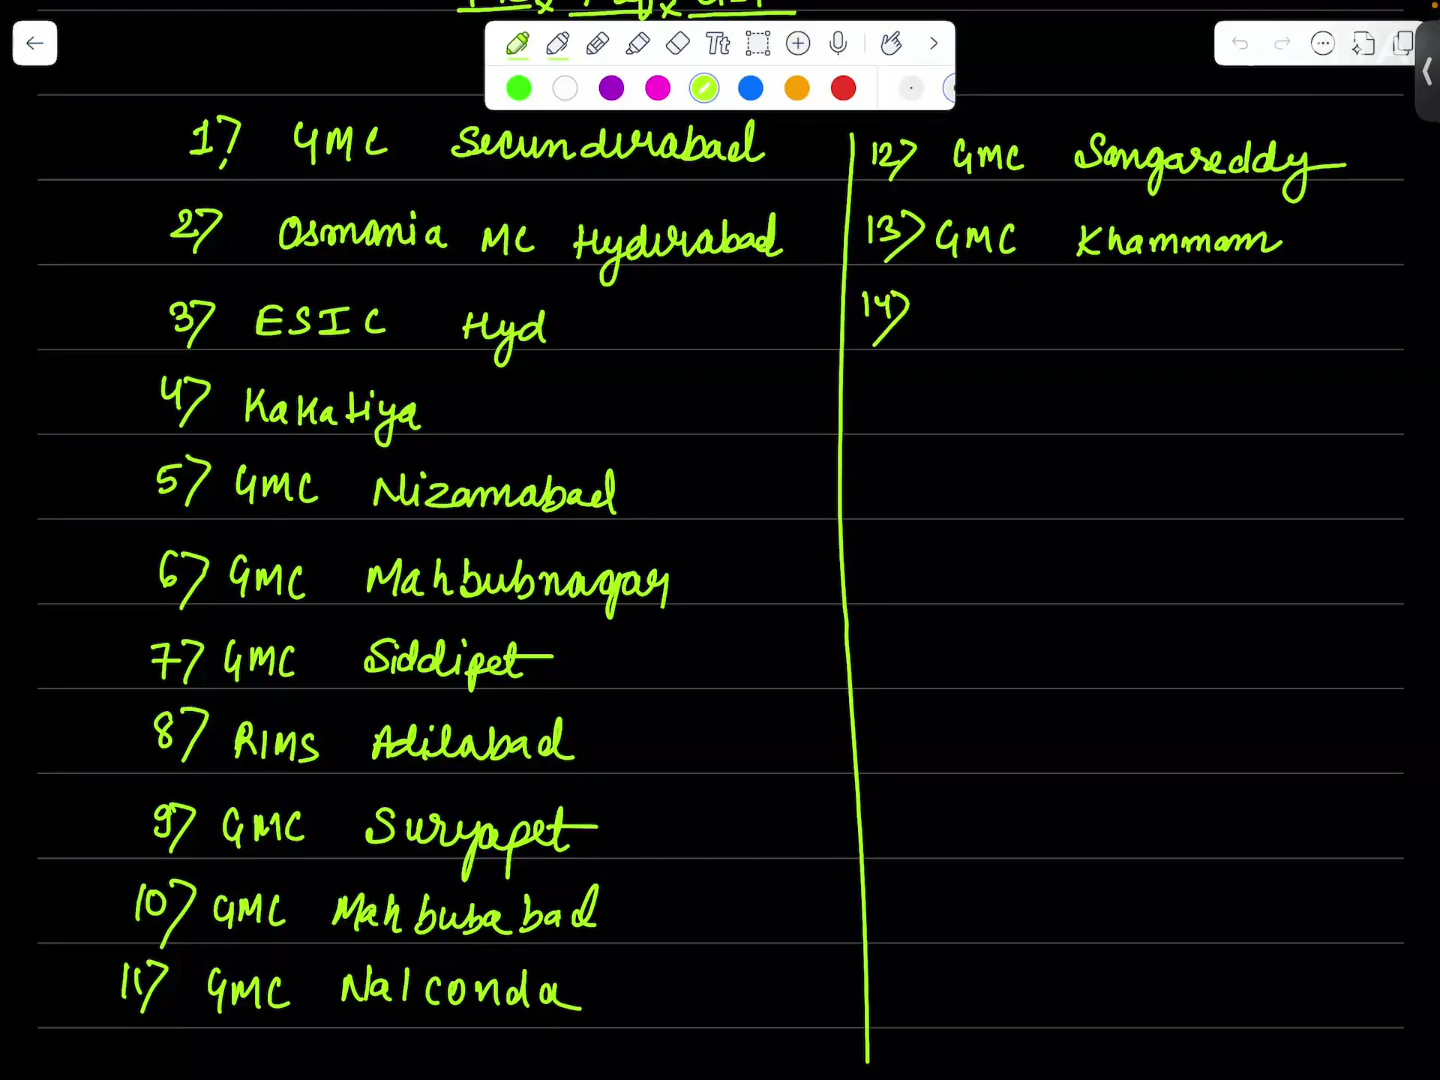 1) GMC Secunderabad
2) Osmania MC Hyderabad
3) ESIC Hyd
4) Kakatiya
5) GMC Nizamabad
6) GMC Mahbubnagar
7) GMC Siddipet
8) RIMS Adilabad
9) GMC Suryapet
10) GMC Mahbubabad
11) GMC Nalconda
12) GMC Sangareddy
13) GMC Khammam
14)